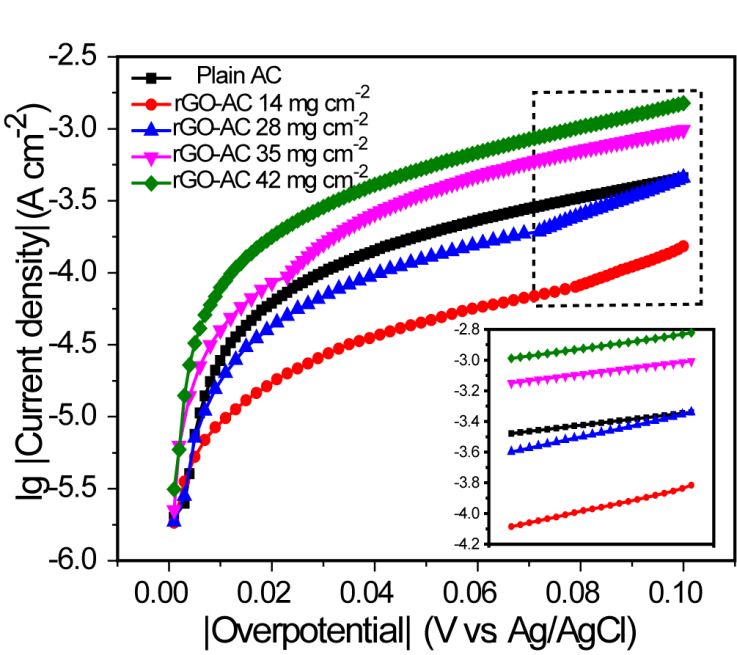 -2.5
-3.0
-3.5
-4.0
-4.5
-5.0
-5.5
-6.0
lg |Current density| (A cm-2)
Plain AC
rGO-AC 14 mg cm-2
rGO-AC 28 mg cm-2
rGO-AC 35 mg cm-2
rGO-AC 42 mg cm-2
-2.8
-3.0
-3.4
-3.6
-3.8
-4.0
-4.2
0.00 0.02 0.04 0.06 0.08 0.10
|Overpotential| (V vs. Ag/AgCl)